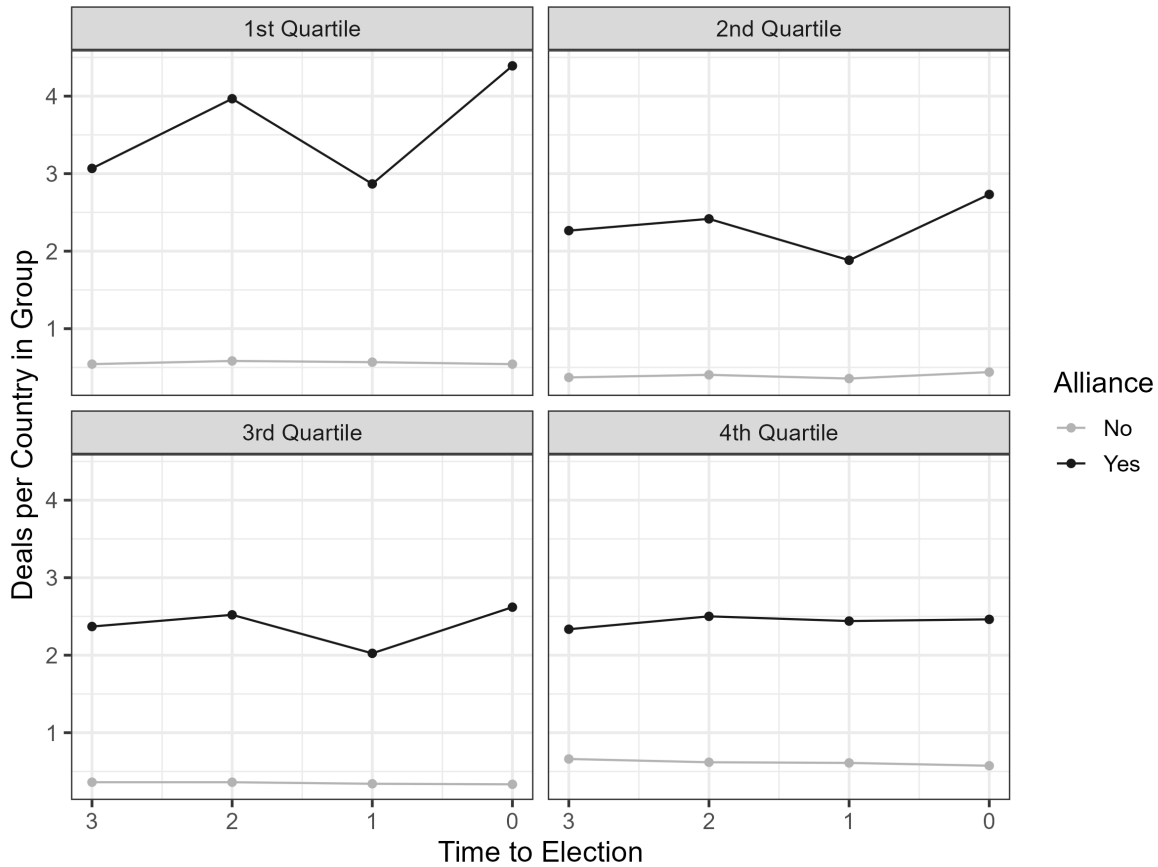 1st Quartile
2nd Quartile
4
3
2
1
3rd Quartile
4th Quartile
4
3
2
1
3 2 1 0
3 2 1 0
Time to Election
Deals per Country in Group
Alliance
No
Yes